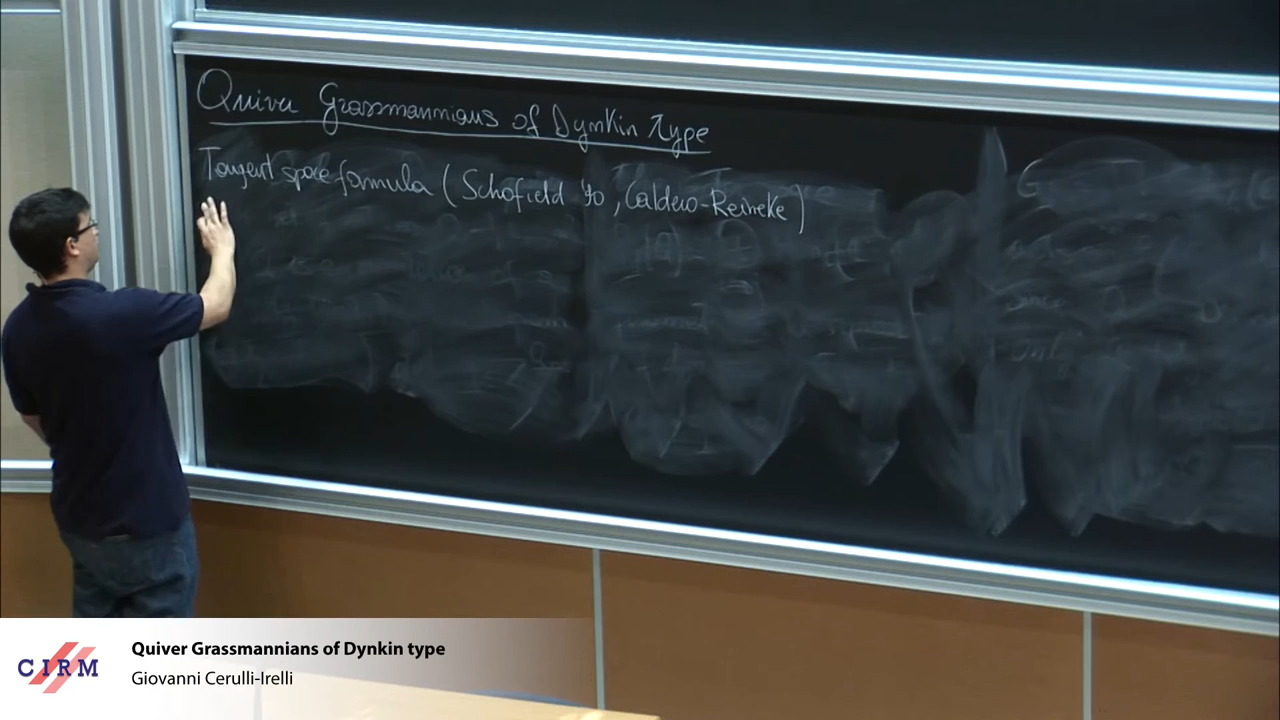 Quiver Grassmannians of Dynkin type
Tangent space formula (Schofield '90, Caldero-Reineke)
CIRM
Quiver Grassmannians of Dynkin type
Giovanni Cerulli-Irelli